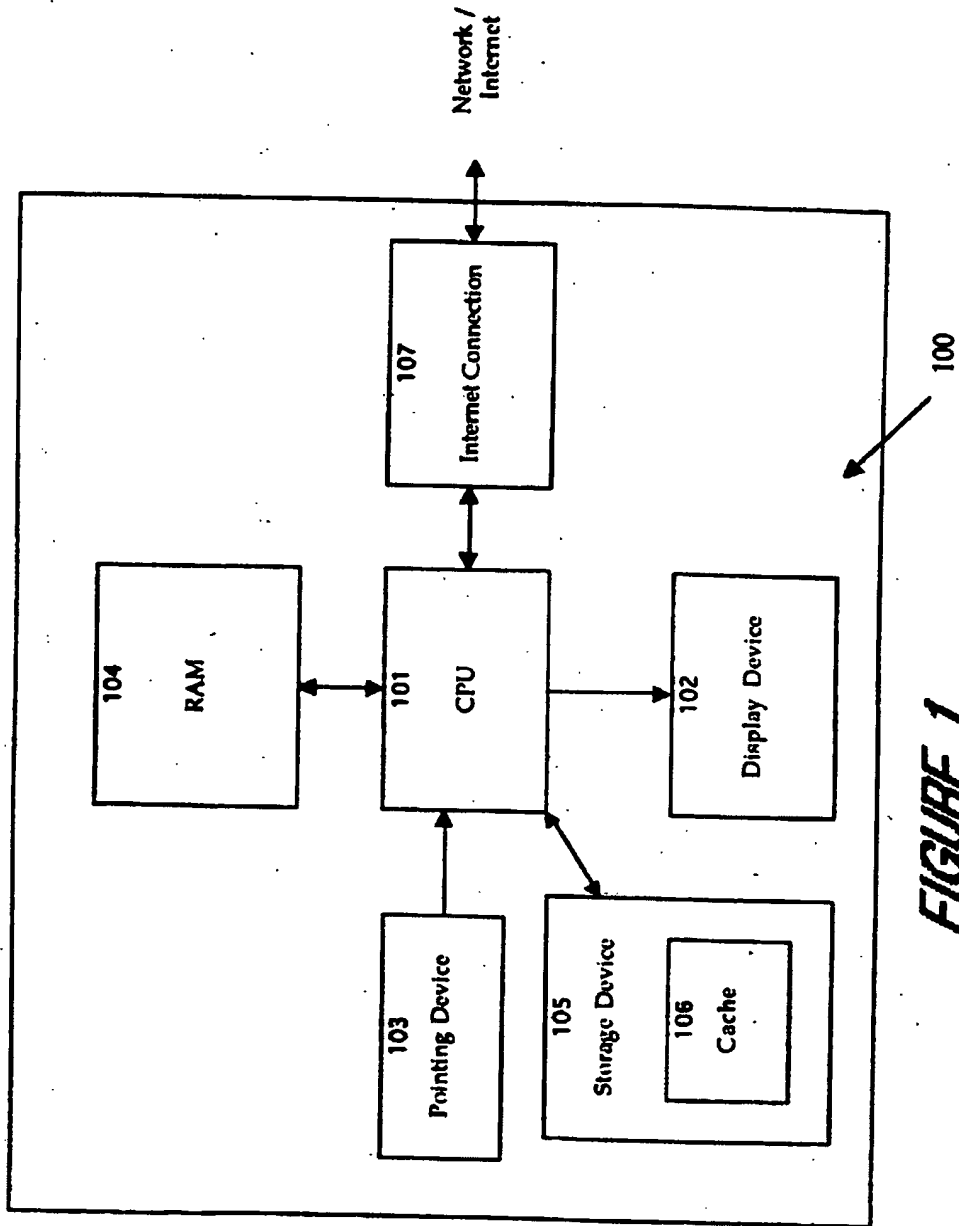 104
RAM
103
Pointing Device
101
CPU
107
Internet Connection
Network /
Internet
105
Storage Device
106
Cache
102
Display Device
100
FIGURE 1